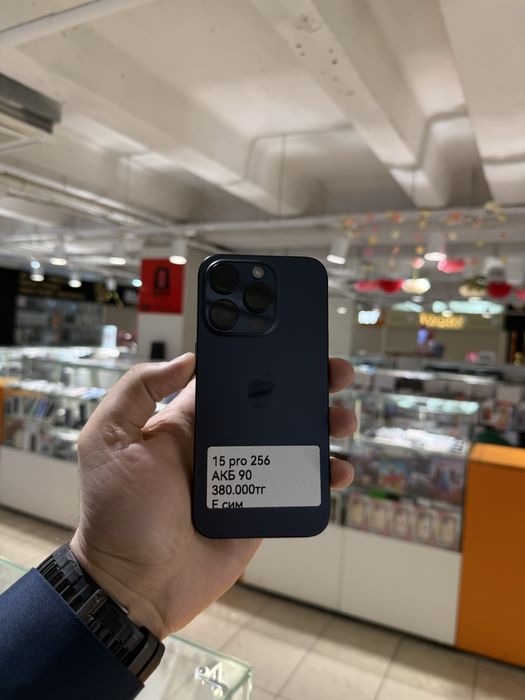 15 pro 256
АКБ 90
380.000тг
Е сим